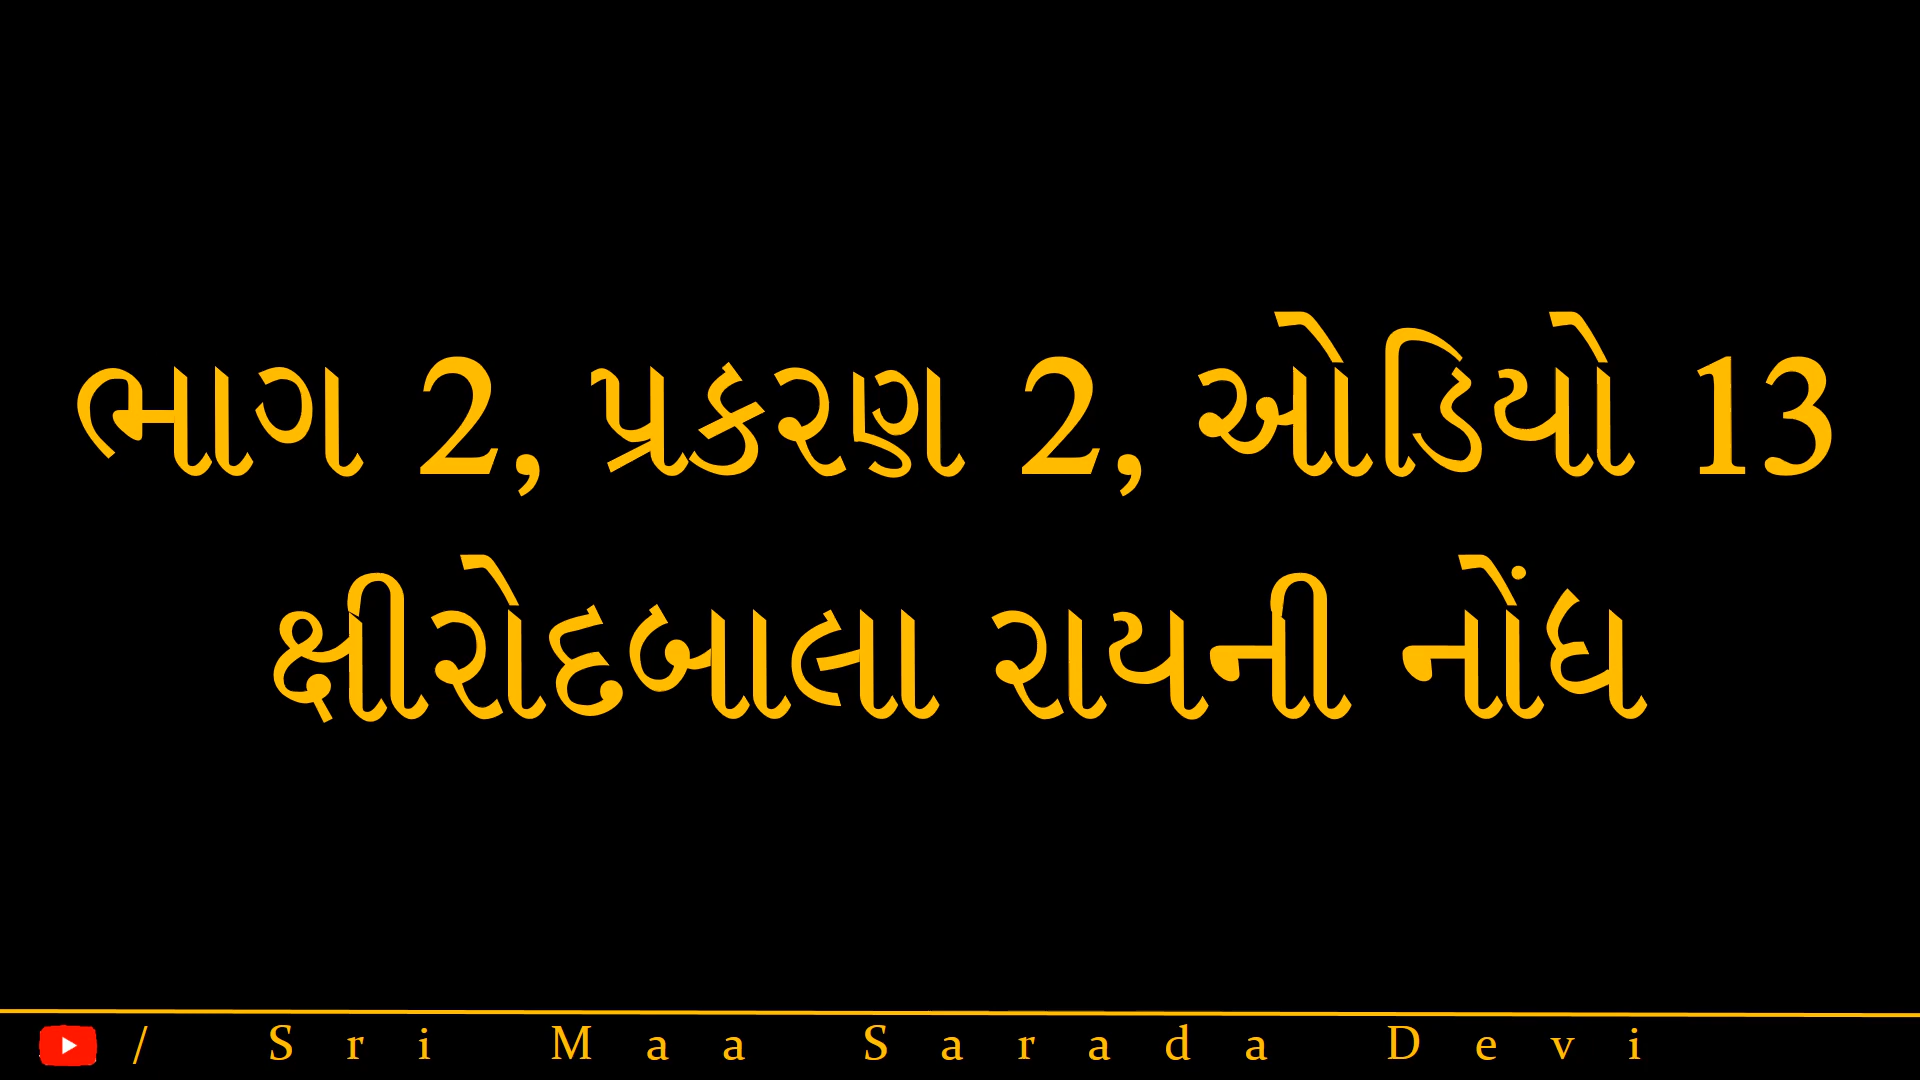 ભાગ 2, પ્રકરણ 2, ઓડિયો 13
ક્ષીરોદબાલા રાયની નોંધ
/ Sri Maa Sarada Devi